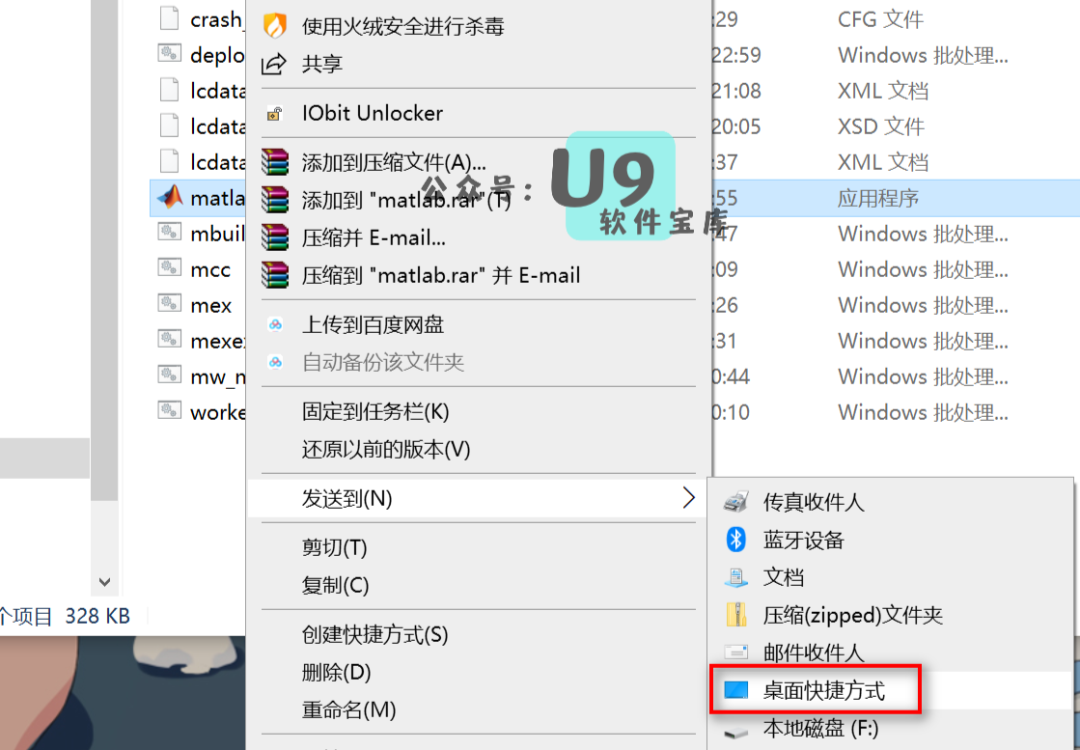 crash_
:29
CFG 文件
deplo
22:59
Windows 批处理...
lcdata
21:08
XML 文档
lcdata
20:05
XSD 文件
lcdata
:37
XML 文档
matla
:55
应用程序
mbuil
:47
Windows 批处理...
mcc
:09
Windows 批处理...
mex
:26
Windows 批处理...
mexe
:31
Windows 批处理...
mw_m
0:44
Windows 批处理...
worke
0:10
Windows 批处理...
个项目 328 KB
使用火绒安全进行杀毒
共享
IObit Unlocker
添加到压缩文件(A)...
添加到 "matlab.rar"(T)
压缩并 E-mail...
压缩到 "matlab.rar" 并 E-mail
上传到百度网盘
自动备份该文件夹
固定到任务栏(K)
还原以前的版本(V)
发送到(N)
剪切(T)
复制(C)
创建快捷方式(S)
删除(D)
重命名(M)
公众号：
U9
软件宝库
传真收件人
蓝牙设备
文档
压缩(zipped)文件夹
邮件收件人
桌面快捷方式
本地磁盘 (F:)